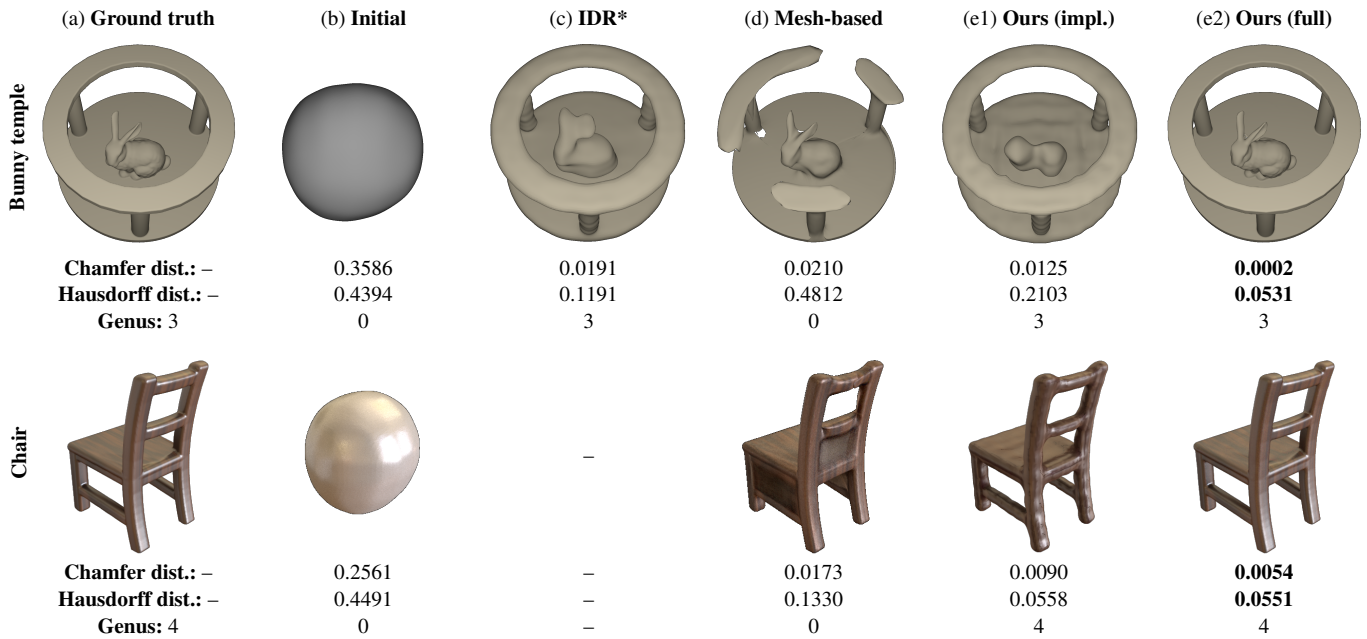 (a) Ground truth (b) Initial (c) IDR* (d) Mesh-based (e1) Ours (impl.) (e2) Ours (full)
Bunny temple
Chamfer dist.: – 0.3586 0.0191 0.0210 0.0125 0.0002
Hausdorff dist.: – 0.4394 0.1191 0.4812 0.2103 0.0531
Genus: 3 0 3 0 3 3
Chair
–
Chamfer dist.: – 0.2561 – 0.0173 0.0090 0.0054
Hausdorff dist.: – 0.4491 – 0.1330 0.0558 0.0551
Genus: 4 0 – 0 4 4